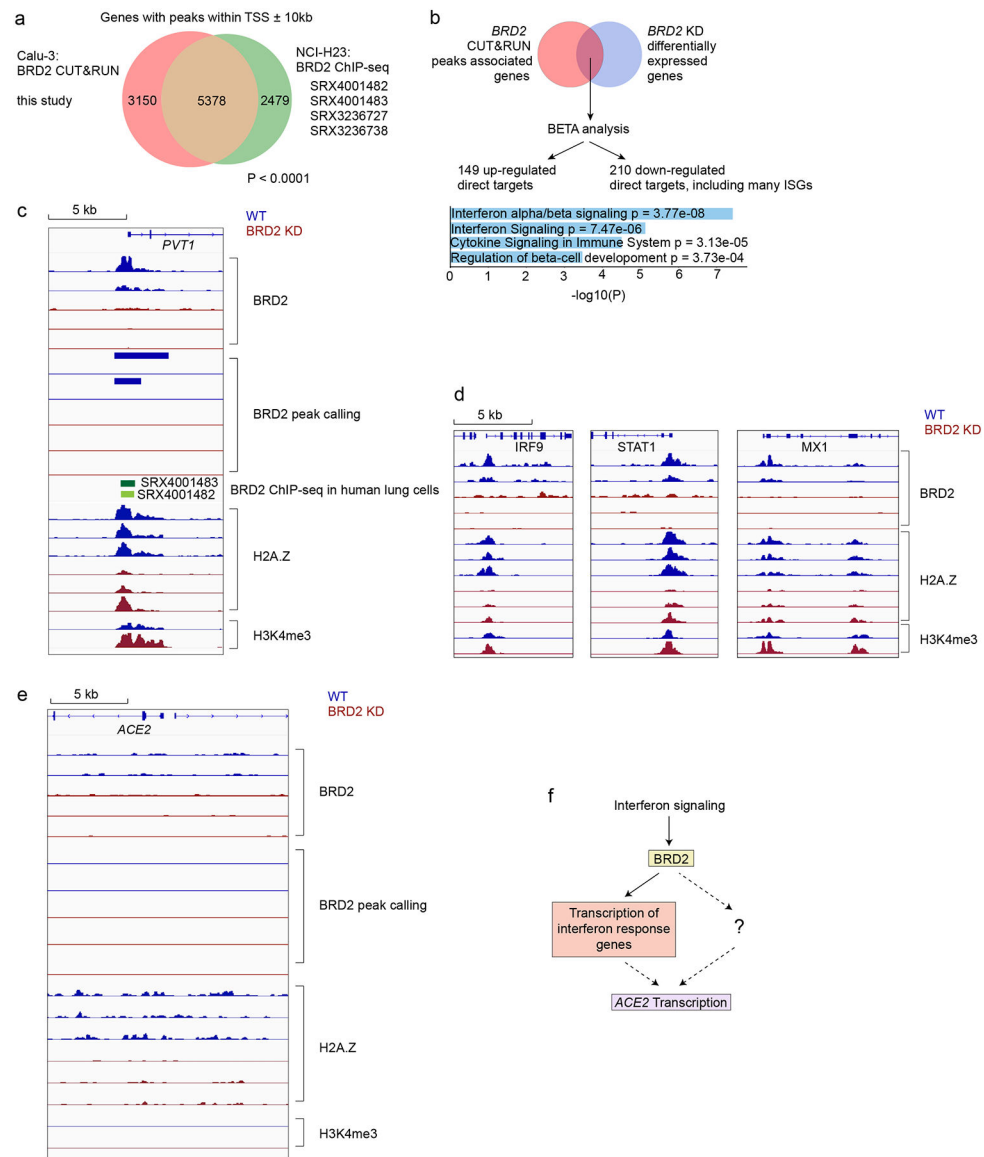 a
Genes with peaks within TSS ± 10kb
Calu-3:
BRD2 CUT&RUN
this study
3150
5378
2479
NCI-H23:
BRD2 ChIP-seq
SRX4001482
SRX4001483
SRX3236727
SRX3236738
P < 0.0001
b
BRD2
CUT&RUN
peaks associated
genes
BRD2 KD
differentially
expressed
genes
BETA analysis
149 up-regulated
direct targets
210 down-regulated
direct targets, including many ISGs
Interferon alpha/beta signaling p = 3.77e-08
Interferon Signaling p = 7.47e-06
Cytokine Signaling in Immune System p = 3.13e-05
Regulation of beta-cell developoment p = 3.73e-04
0 1 2 3 4 5 6 7
-log10(P)
c
5 kb
WT
BRD2 KD
PVT1
BRD2
BRD2 peak calling
SRX4001483
SRX4001482
BRD2 ChIP-seq in human lung cells
H2A.Z
H3K4me3
d
5 kb
WT
BRD2 KD
IRF9
STAT1
MX1
BRD2
H2A.Z
H3K4me3
e
5 kb
WT
BRD2 KD
ACE2
BRD2
BRD2 peak calling
H2A.Z
H3K4me3
f
Interferon signaling
BRD2
Transcription of
interferon response
genes
?
ACE2 Transcription